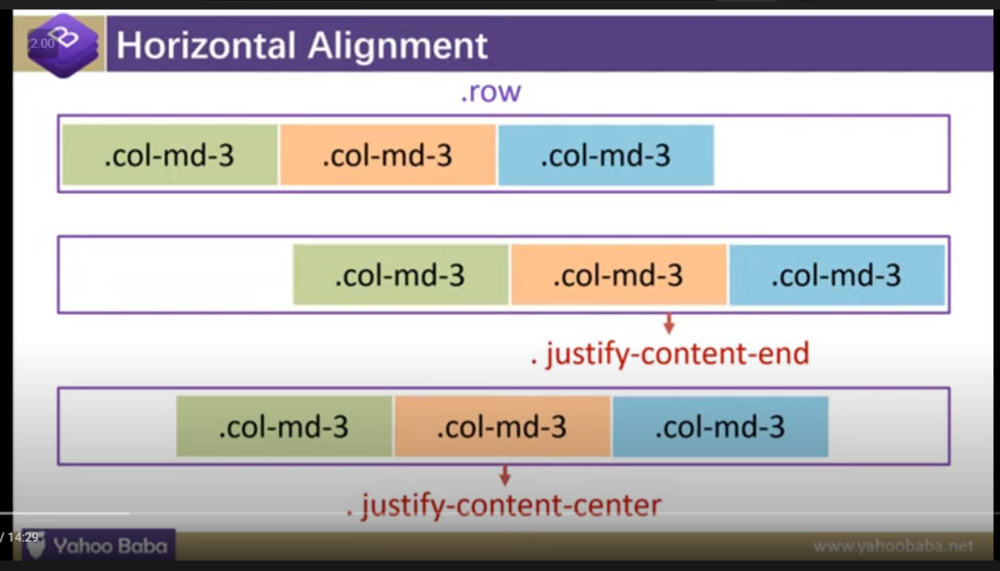 2.00
Horizontal Alignment
.row
.col-md-3 .col-md-3 .col-md-3
.col-md-3 .col-md-3 .col-md-3
. justify-content-end
.col-md-3 .col-md-3 .col-md-3
. justify-content-center
/ 14:29
Yahoo Baba
www.yahoobaba.net